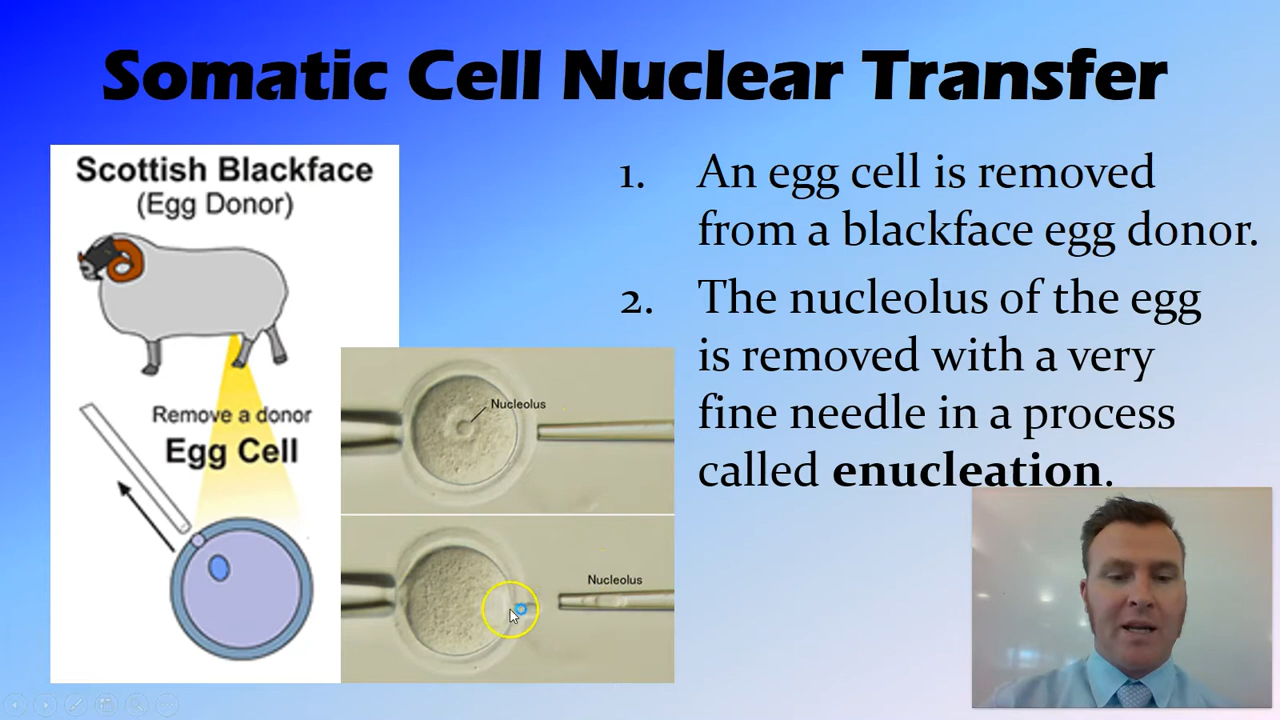 Somatic Cell Nuclear Transfer
Scottish Blackface
(Egg Donor)
Remove a donor
Egg Cell
Nucleolus
Nucleolus
1. An egg cell is removed
from a blackface egg donor.
2. The nucleolus of the egg
is removed with a very
fine needle in a process
called enucleation.